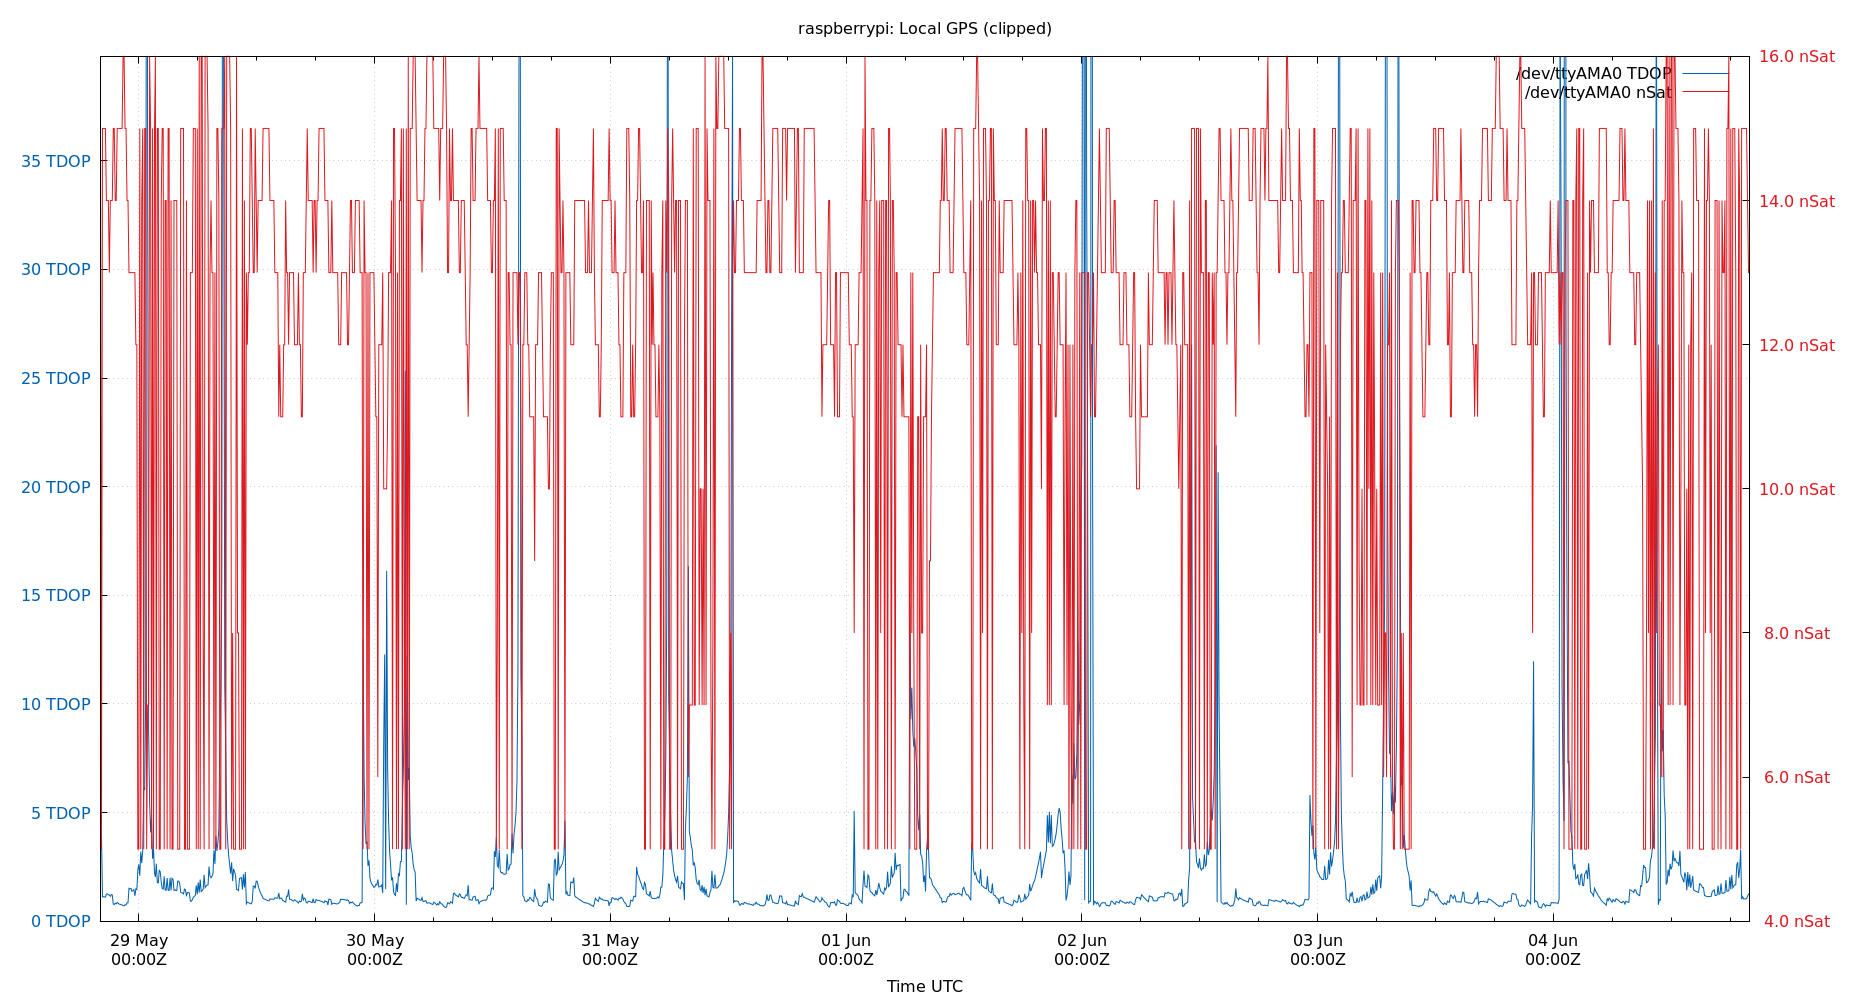 raspberrypi: Local GPS (clipped)
16.0 nSat
/dev/ttyAMA0 TDOP
/dev/ttyAMA0 nSat
35 TDOP
14.0 nSat
30 TDOP
12.0 nSat
25 TDOP
20 TDOP
10.0 nSat
15 TDOP
8.0 nSat
10 TDOP
6.0 nSat
5 TDOP
0 TDOP
4.0 nSat
29 May
00:00Z
30 May
00:00Z
31 May
00:00Z
01 Jun
00:00Z
02 Jun
00:00Z
03 Jun
00:00Z
04 Jun
00:00Z
Time UTC